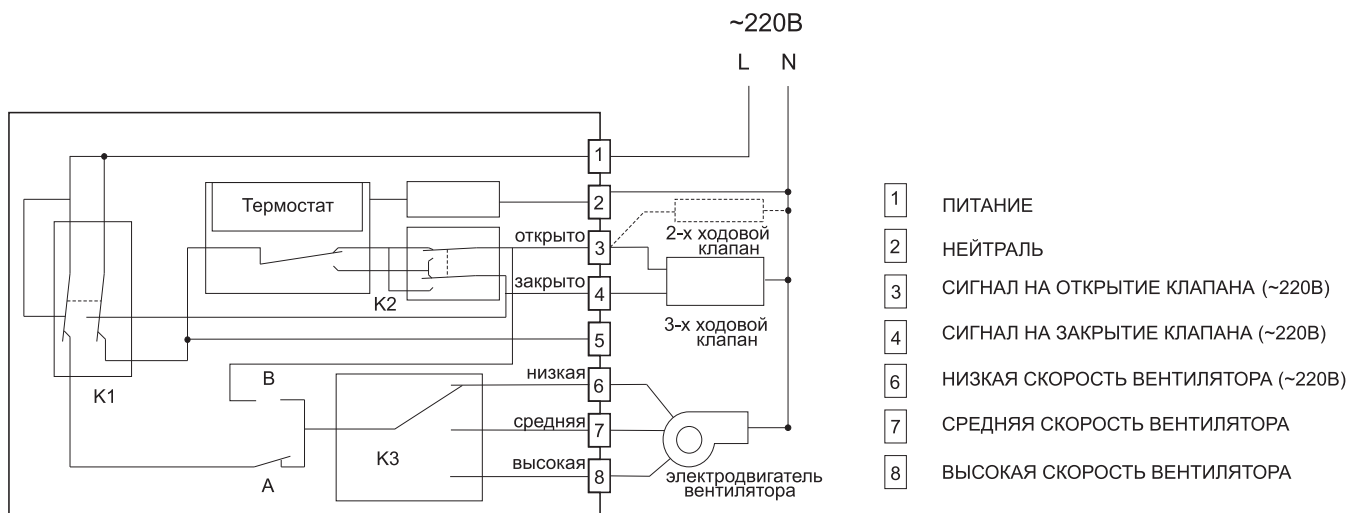 ~220В
L N
1
Термостат
2
открыто
3
2-х ходовой
клапан
закрыто
4
K2
3-х ходовой
клапан
5
K1
B
низкая
6
средняя
7
K3
высокая
8
A
электродвигатель
вентилятора
1 ПИТАНИЕ
2 НЕЙТРАЛЬ
3 СИГНАЛ НА ОТКРЫТИЕ КЛАПАНА (~220В)
4 СИГНАЛ НА ЗАКРЫТИЕ КЛАПАНА (~220В)
6 НИЗКАЯ СКОРОСТЬ ВЕНТИЛЯТОРА (~220В)
7 СРЕДНЯЯ СКОРОСТЬ ВЕНТИЛЯТОРА
8 ВЫСОКАЯ СКОРОСТЬ ВЕНТИЛЯТОРА